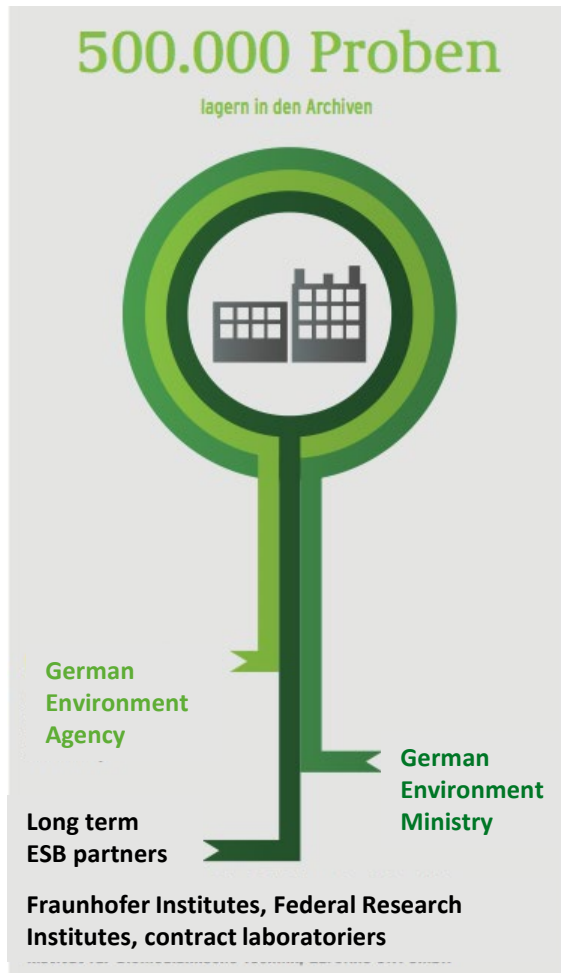 500.000 Proben
lagern in den Archiven
German
Environment
Agency
German
Environment
Ministry
Long term
ESB partners
Fraunhofer Institutes, Federal Research
Institutes, contract laboratoriers